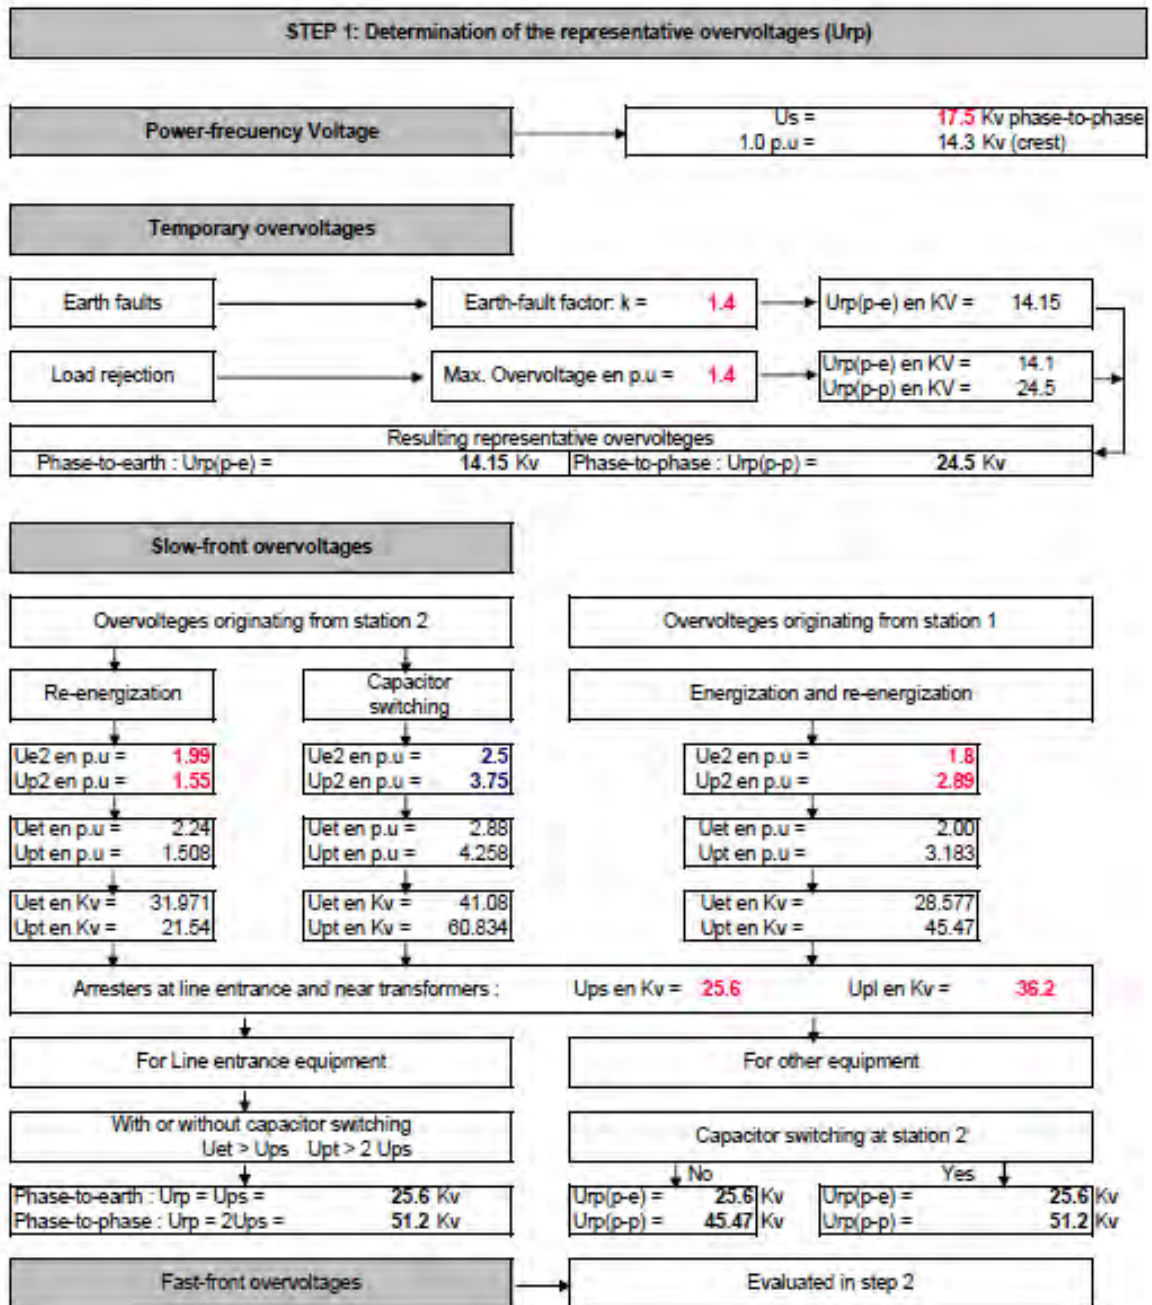 STEP 1: Determination of the representative overvoltages (Urp)
Power-frecuency Voltage
Us = 17.5 Kv phase-to-phase
1.0 p.u = 14.3 Kv (crest)
Temporary overvoltages
Earth faults
Earth-fault factor: k = 1.4
Urp(p-e) en KV = 14.15
Load rejection
Max. Overvoltage en p.u = 1.4
Urp(p-e) en KV = 14.1
Urp(p-p) en KV = 24.5
Resulting representative overvolteges
Phase-to-earth : Urp(p-e) = 14.15 Kv Phase-to-phase : Urp(p-p) = 24.5 Kv
Slow-front overvoltages
Overvolteges originating from station 2
Overvolteges originating from station 1
Re-energization
Capacitor
switching
Energization and re-energization
Ue2 en p.u = 1.99
Up2 en p.u = 1.55
Ue2 en p.u = 2.5
Up2 en p.u = 3.75
Ue2 en p.u = 1.8
Up2 en p.u = 2.89
Uet en p.u = 2.24
Upt en p.u = 1.508
Uet en p.u = 2.88
Upt en p.u = 4.258
Uet en p.u = 2.00
Upt en p.u = 3.183
Uet en Kv = 31.971
Upt en Kv = 21.54
Uet en Kv = 41.08
Upt en Kv = 60.834
Uet en Kv = 28.577
Upt en Kv = 45.47
Arresters at line entrance and near transformers : Ups en Kv = 25.6 Upl en Kv = 36.2
For Line entrance equipment
For other equipment
With or without capacitor switching
Uet > Ups Upt > 2 Ups
Capacitor switching at station 2
No
Yes
Phase-to-earth : Urp = Ups = 25.6 Kv
Phase-to-phase : Urp = 2Ups = 51.2 Kv
Urp(p-e) = 25.6 Kv
Urp(p-p) = 45.47 Kv
Urp(p-e) = 25.6 Kv
Urp(p-p) = 51.2 Kv
Fast-front overvoltages
Evaluated in step 2